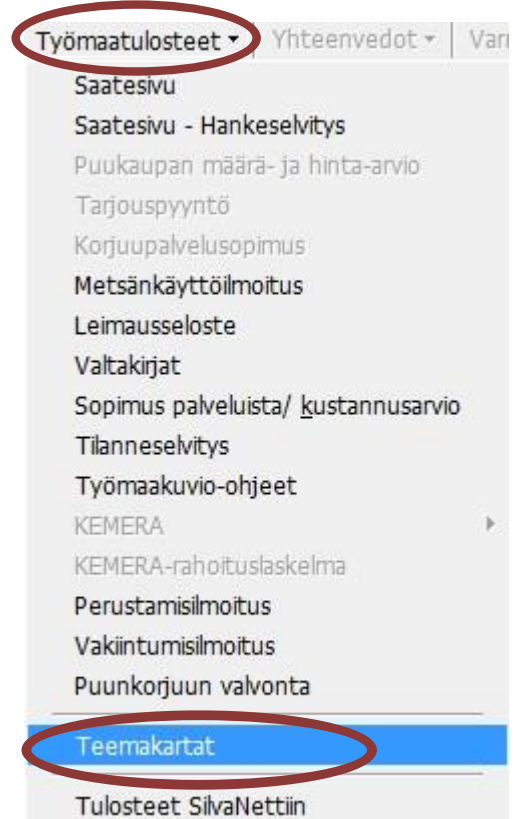 Työmaatulosteet Yhteenvedot
Saatesivu
Saatesivu - Hankeselvitys
Puukaupan määrä- ja hinta-arvio
Tarjouspyyntö
Korjuupalvelusopimus
Metsänkäyttöilmoitus
Leimausseloste
Valtakirjat
Sopimus palveluista/ kustannusarvio
Tilanneselvitys
Työmaakuvio-ohjeet
KEMERA
KEMERA-rahoituslaskelma
Perustamisilmoitus
Vakiintumisilmoitus
Puunkorjuun valvonta
Teemakartat
Tulosteet SilvaNettiin